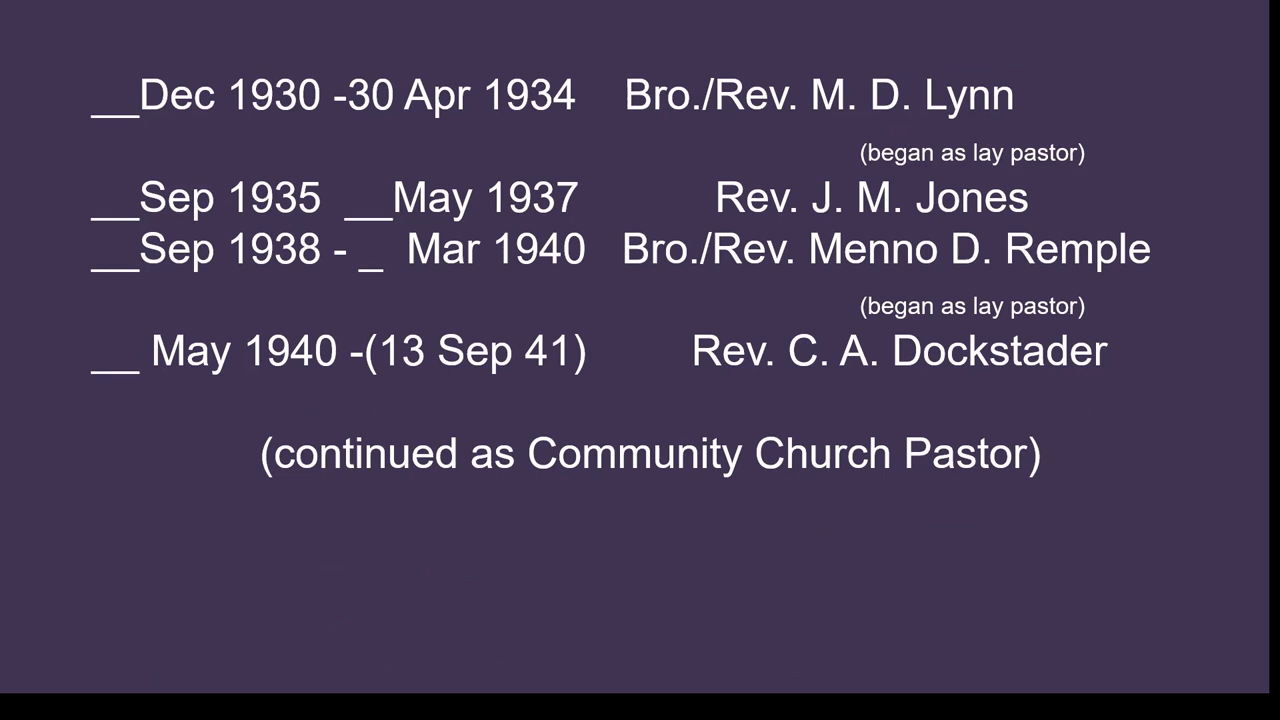 __Dec 1930 -30 Apr 1934 Bro./Rev. M. D. Lynn
(began as lay pastor)
__Sep 1935 __May 1937 Rev. J. M. Jones
__Sep 1938 - _ Mar 1940 Bro./Rev. Menno D. Remple
(began as lay pastor)
__ May 1940 -(13 Sep 41) Rev. C. A. Dockstader
(continued as Community Church Pastor)